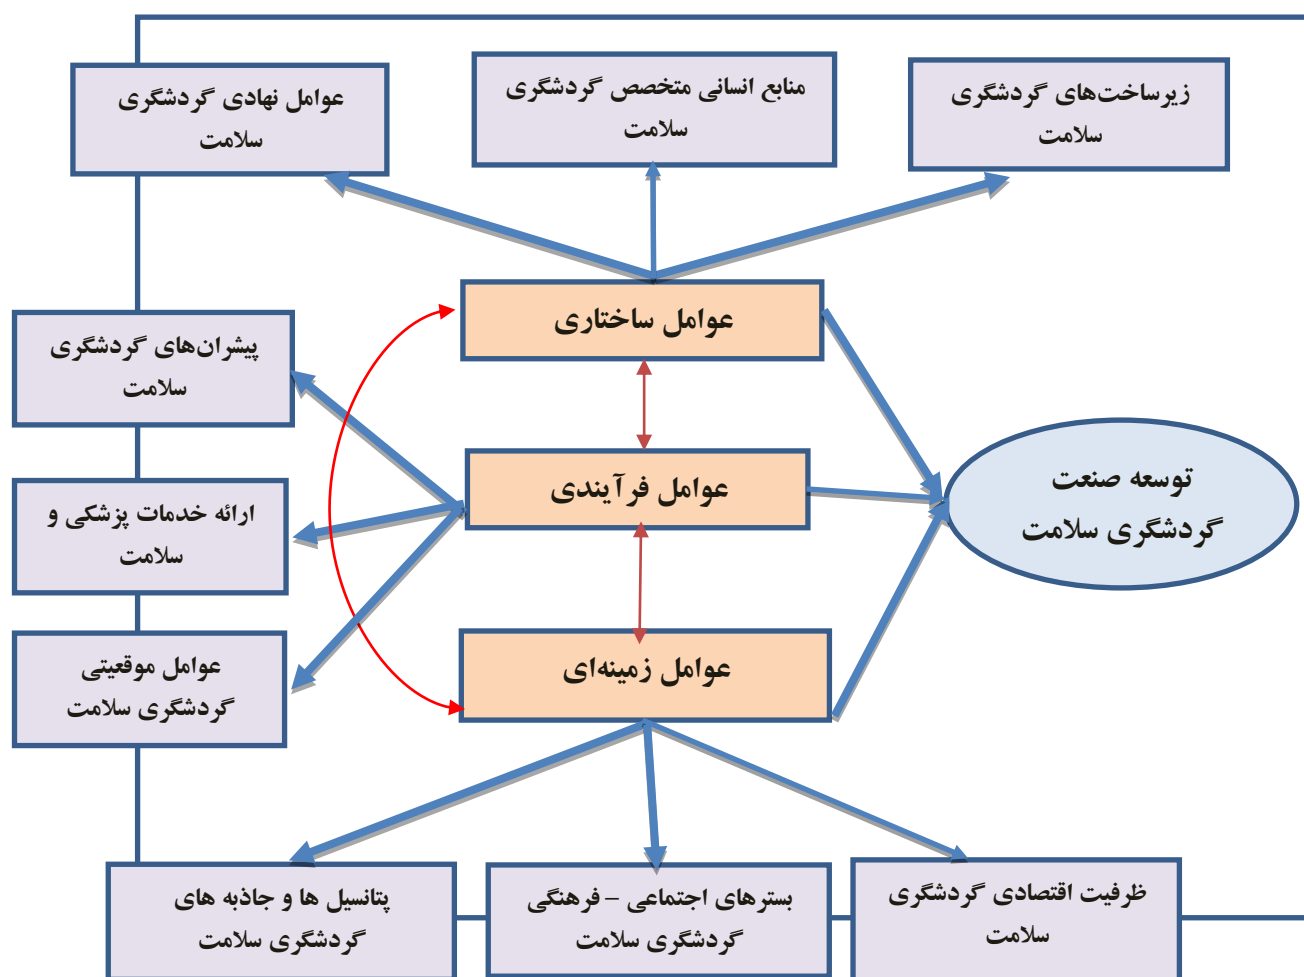 زیرساخت‌های گردشگری
سلامت
منابع انسانی متخصص گردشگری
سلامت
عوامل نهادی گردشگری
سلامت
عوامل ساختاری
پیشران‌های گردشگری
سلامت
توسعه صنعت
گردشگری سلامت
عوامل فرآیندی
ارائه خدمات پزشکی و
سلامت
عوامل زمینه‌ای
عوامل موقعیتی
گردشگری سلامت
ظرفیت اقتصادی گردشگری
سلامت
بسترهای اجتماعی – فرهنگی
گردشگری سلامت
پتانسیل ها و جاذبه های
گردشگری سلامت